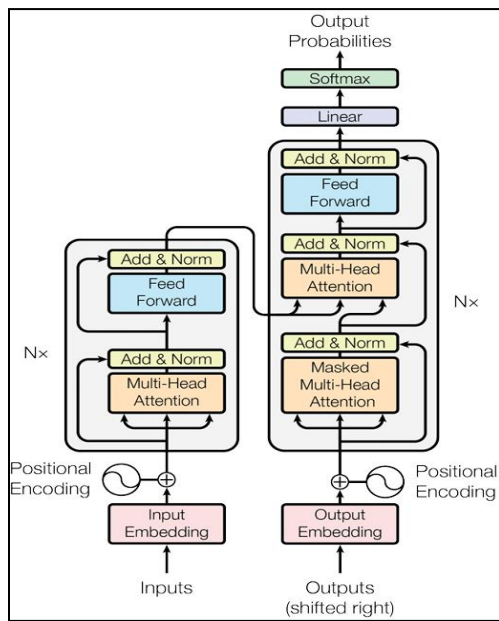 Output
Probabilities
Softmax
Linear
Add & Norm
Feed
Forward
Add & Norm
Multi-Head
Attention
Add & Norm
Masked
Multi-Head
Attention
Nx
Add & Norm
Feed
Forward
Add & Norm
Multi-Head
Attention
Nx
Positional
Encoding
Positional
Encoding
Input
Embedding
Output
Embedding
Inputs
Outputs
(shifted right)